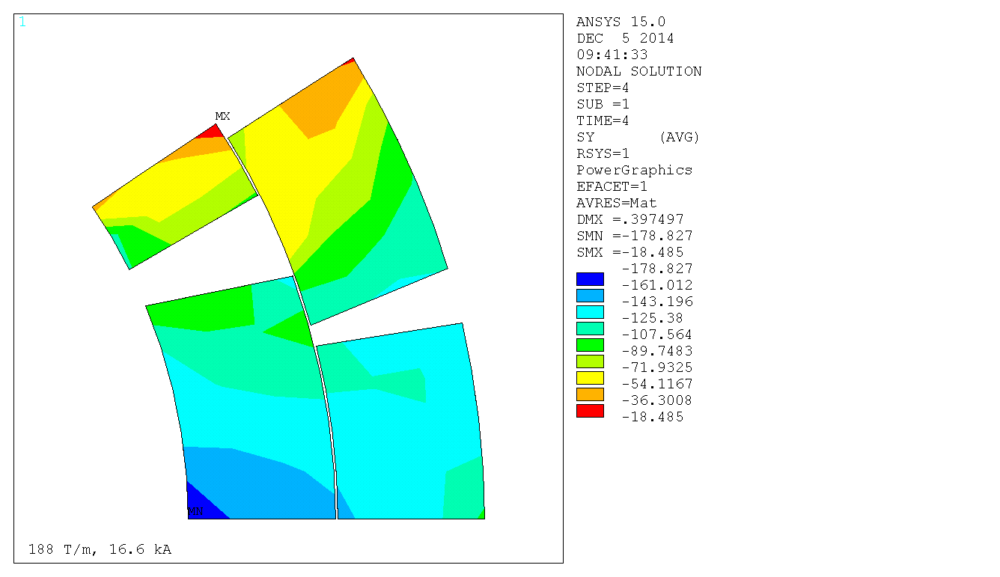 1
MX
MN
188 T/m, 16.6 kA
ANSYS 15.0
DEC  5 2014
09:41:33
NODAL SOLUTION
STEP=4
SUB =1
TIME=4
SY       (AVG)
RSYS=1
PowerGraphics
EFACET=1
AVRES=Mat
DMX =.397497
SMN =-178.827
SMX =-18.485
-178.827
-161.012
-143.196
-125.38
-107.564
-89.7483
-71.9325
-54.1167
-36.3008
-18.485